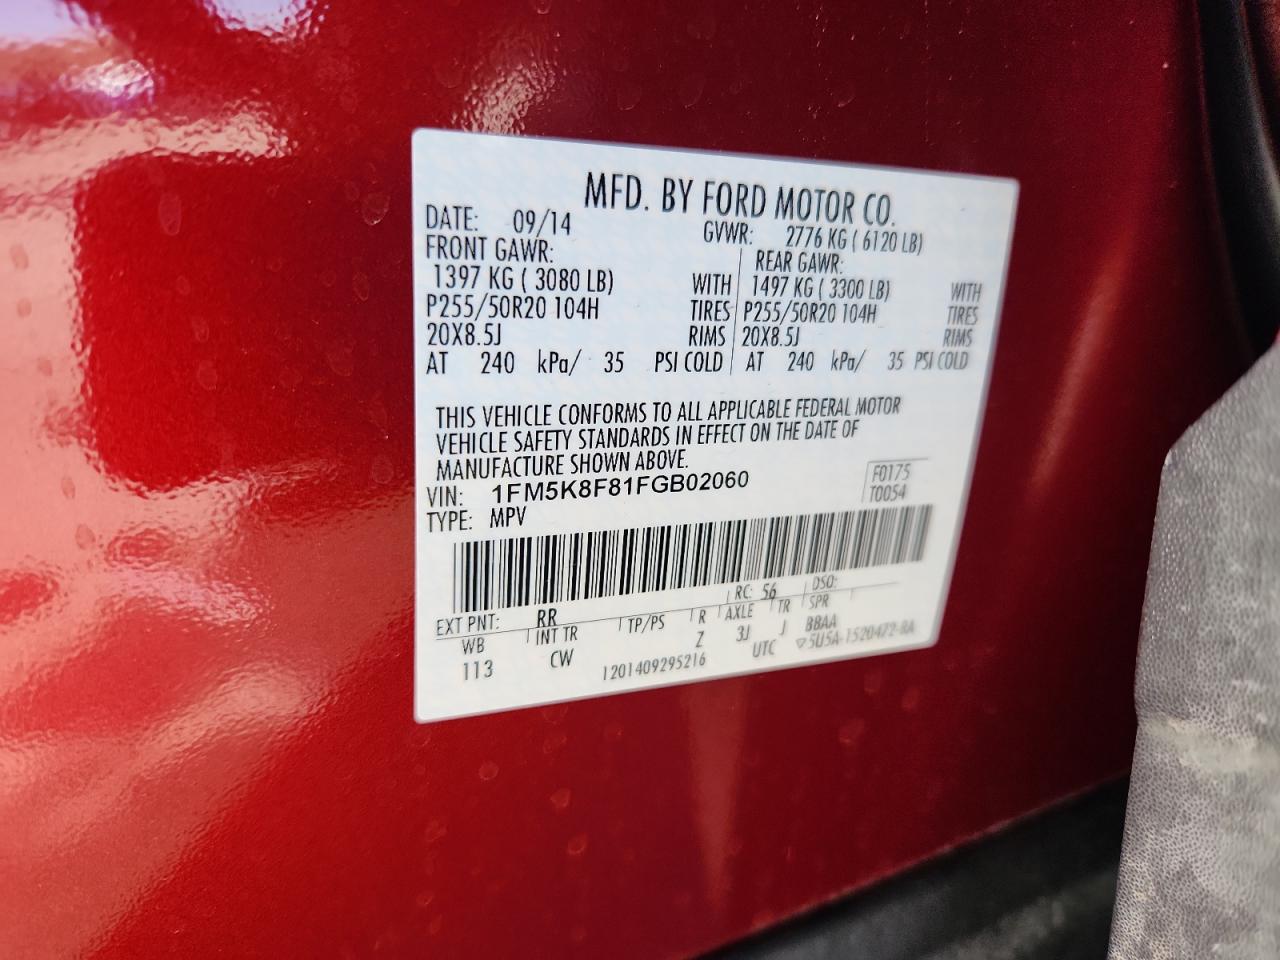 MFD. BY FORD MOTOR CO.
DATE: 09/14 GVWR: 2776 KG ( 6120 LB)
FRONT GAWR: REAR GAWR:
1397 KG ( 3080 LB) WITH 1497 KG ( 3300 LB) WITH
P255/50R20 104H TIRES P255/50R20 104H TIRES
20X8.5J RIMS 20X8.5J RIMS
AT 240 kPa/ 35 PSI COLD AT 240 kPa/ 35 PSI COLD
THIS VEHICLE CONFORMS TO ALL APPLICABLE FEDERAL MOTOR
VEHICLE SAFETY STANDARDS IN EFFECT ON THE DATE OF
MANUFACTURE SHOWN ABOVE.
VIN: 1FM5K8F81FGB02060 F0175
TYPE: MPV T0054
EXT PNT: RR RC: 56 DSO:
WB INT TR TP/PS R AXLE TR SPR
113 CW Z 3J J BBAA
1201409295216 UTC 5U5A-1520472-BA